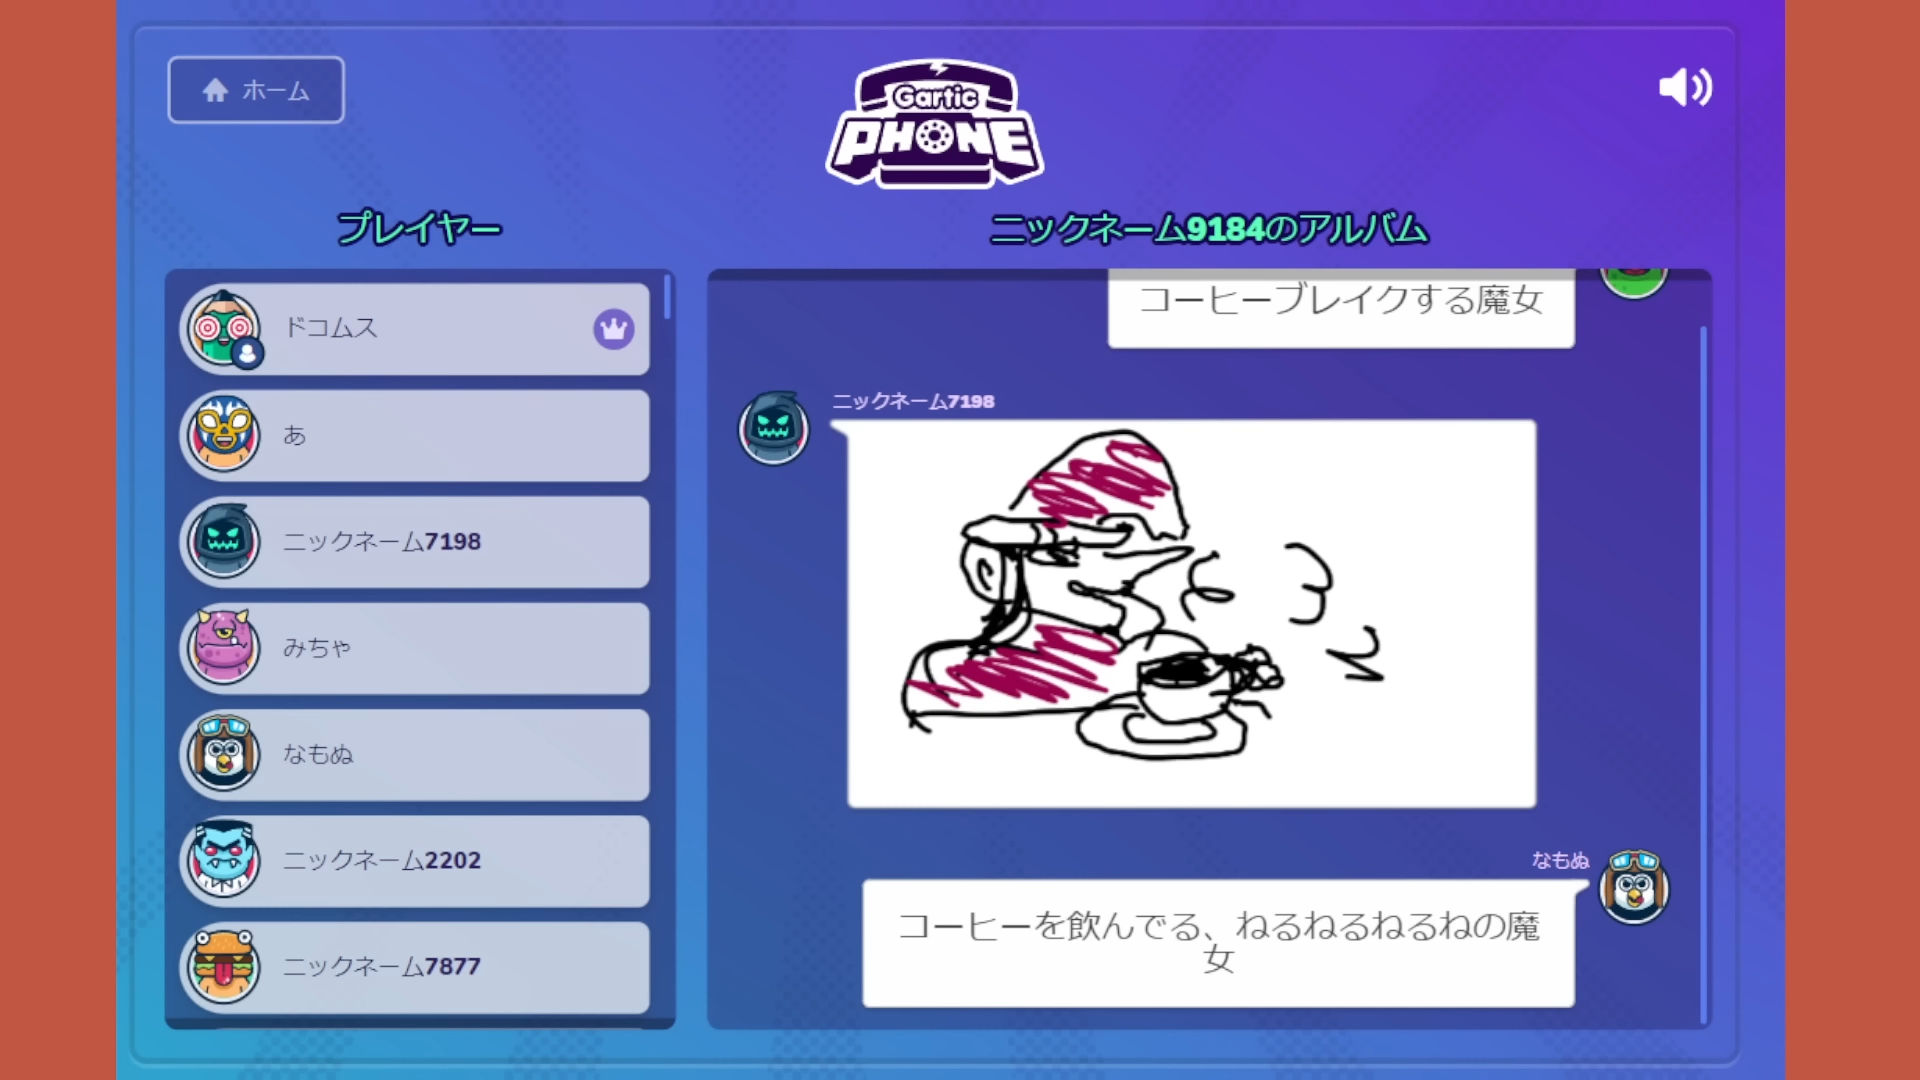 ホーム
Gartic
PHONE
プレイヤー
ニックネーム9184のアルバム
ドコムス
あ
ニックネーム7198
みちゃ
なもぬ
ニックネーム2202
ニックネーム7877
コーヒーブレイクする魔女
ニックネーム7198
なもぬ
コーヒーを飲んでる、ねるねるねるねの魔
女